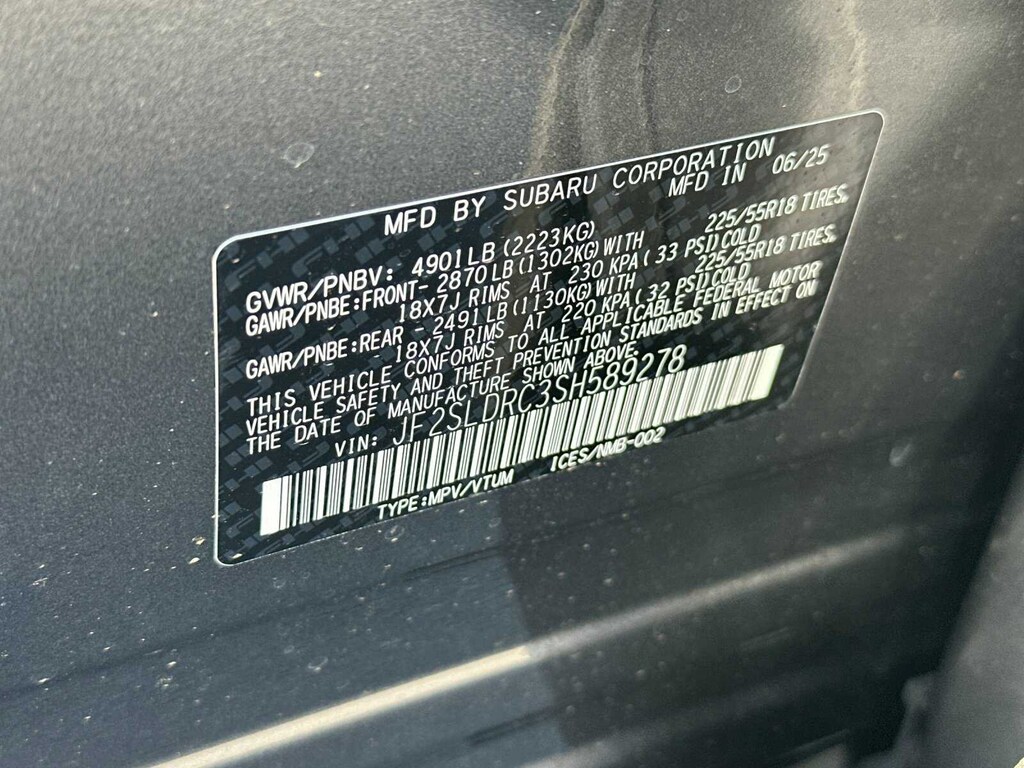 MFD BY SUBARU CORPORATION
MFD IN 06/25
GVWR/PNBV: 4901LB(2223KG)
GAWR/PNBE:FRONT- 2870LB(1302KG)WITH 225/55R18 TIRES,
18X7J RIMS AT 230 KPA( 33 PSI)COLD
GAWR/PNBE:REAR - 2491LB(1130KG)WITH 225/55R18 TIRES,
18X7J RIMS AT 220 KPA( 32 PSI)COLD
THIS VEHICLE CONFORMS TO ALL APPLICABLE FEDERAL MOTOR
VEHICLE SAFETY AND THEFT PREVENTION STANDARDS IN EFFECT ON
THE DATE OF MANUFACTURE SHOWN ABOVE.
VIN: JF2SLDRC3SH589278
TYPE:MPV/VTUM ICES/NMB-002